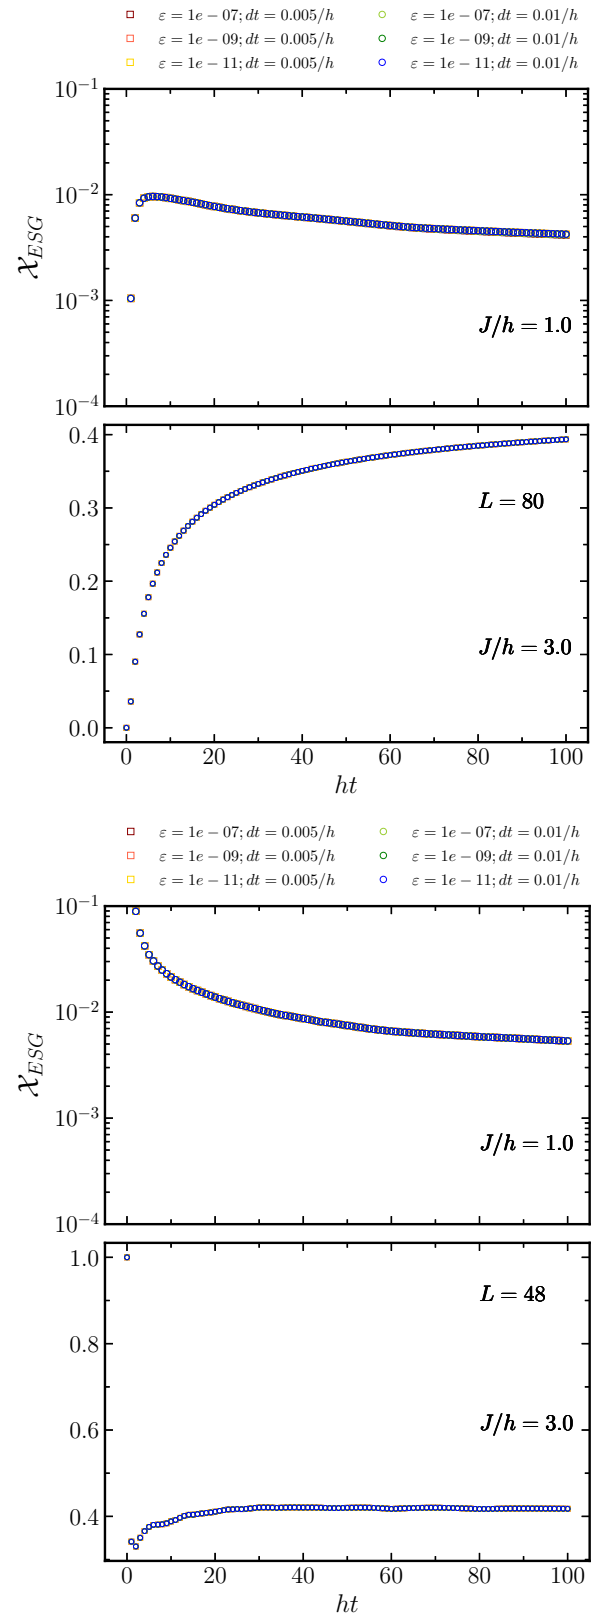 ε = 1e − 07; dt = 0.005/h ε = 1e − 07; dt = 0.01/h
ε = 1e − 09; dt = 0.005/h ε = 1e − 09; dt = 0.01/h
ε = 1e − 11; dt = 0.005/h ε = 1e − 11; dt = 0.01/h
10⁻¹
10⁻²
𝒳_ESG
10⁻³
J/h = 1.0
10⁻⁴
0.4
L = 80
0.3
0.2
J/h = 3.0
0.1
0.0
0 20 40 60 80 100
ht
ε = 1e − 07; dt = 0.005/h ε = 1e − 07; dt = 0.01/h
ε = 1e − 09; dt = 0.005/h ε = 1e − 09; dt = 0.01/h
ε = 1e − 11; dt = 0.005/h ε = 1e − 11; dt = 0.01/h
10⁻¹
10⁻²
𝒳_ESG
10⁻³
J/h = 1.0
10⁻⁴
1.0
L = 48
0.8
0.6
J/h = 3.0
0.4
0 20 40 60 80 100
ht